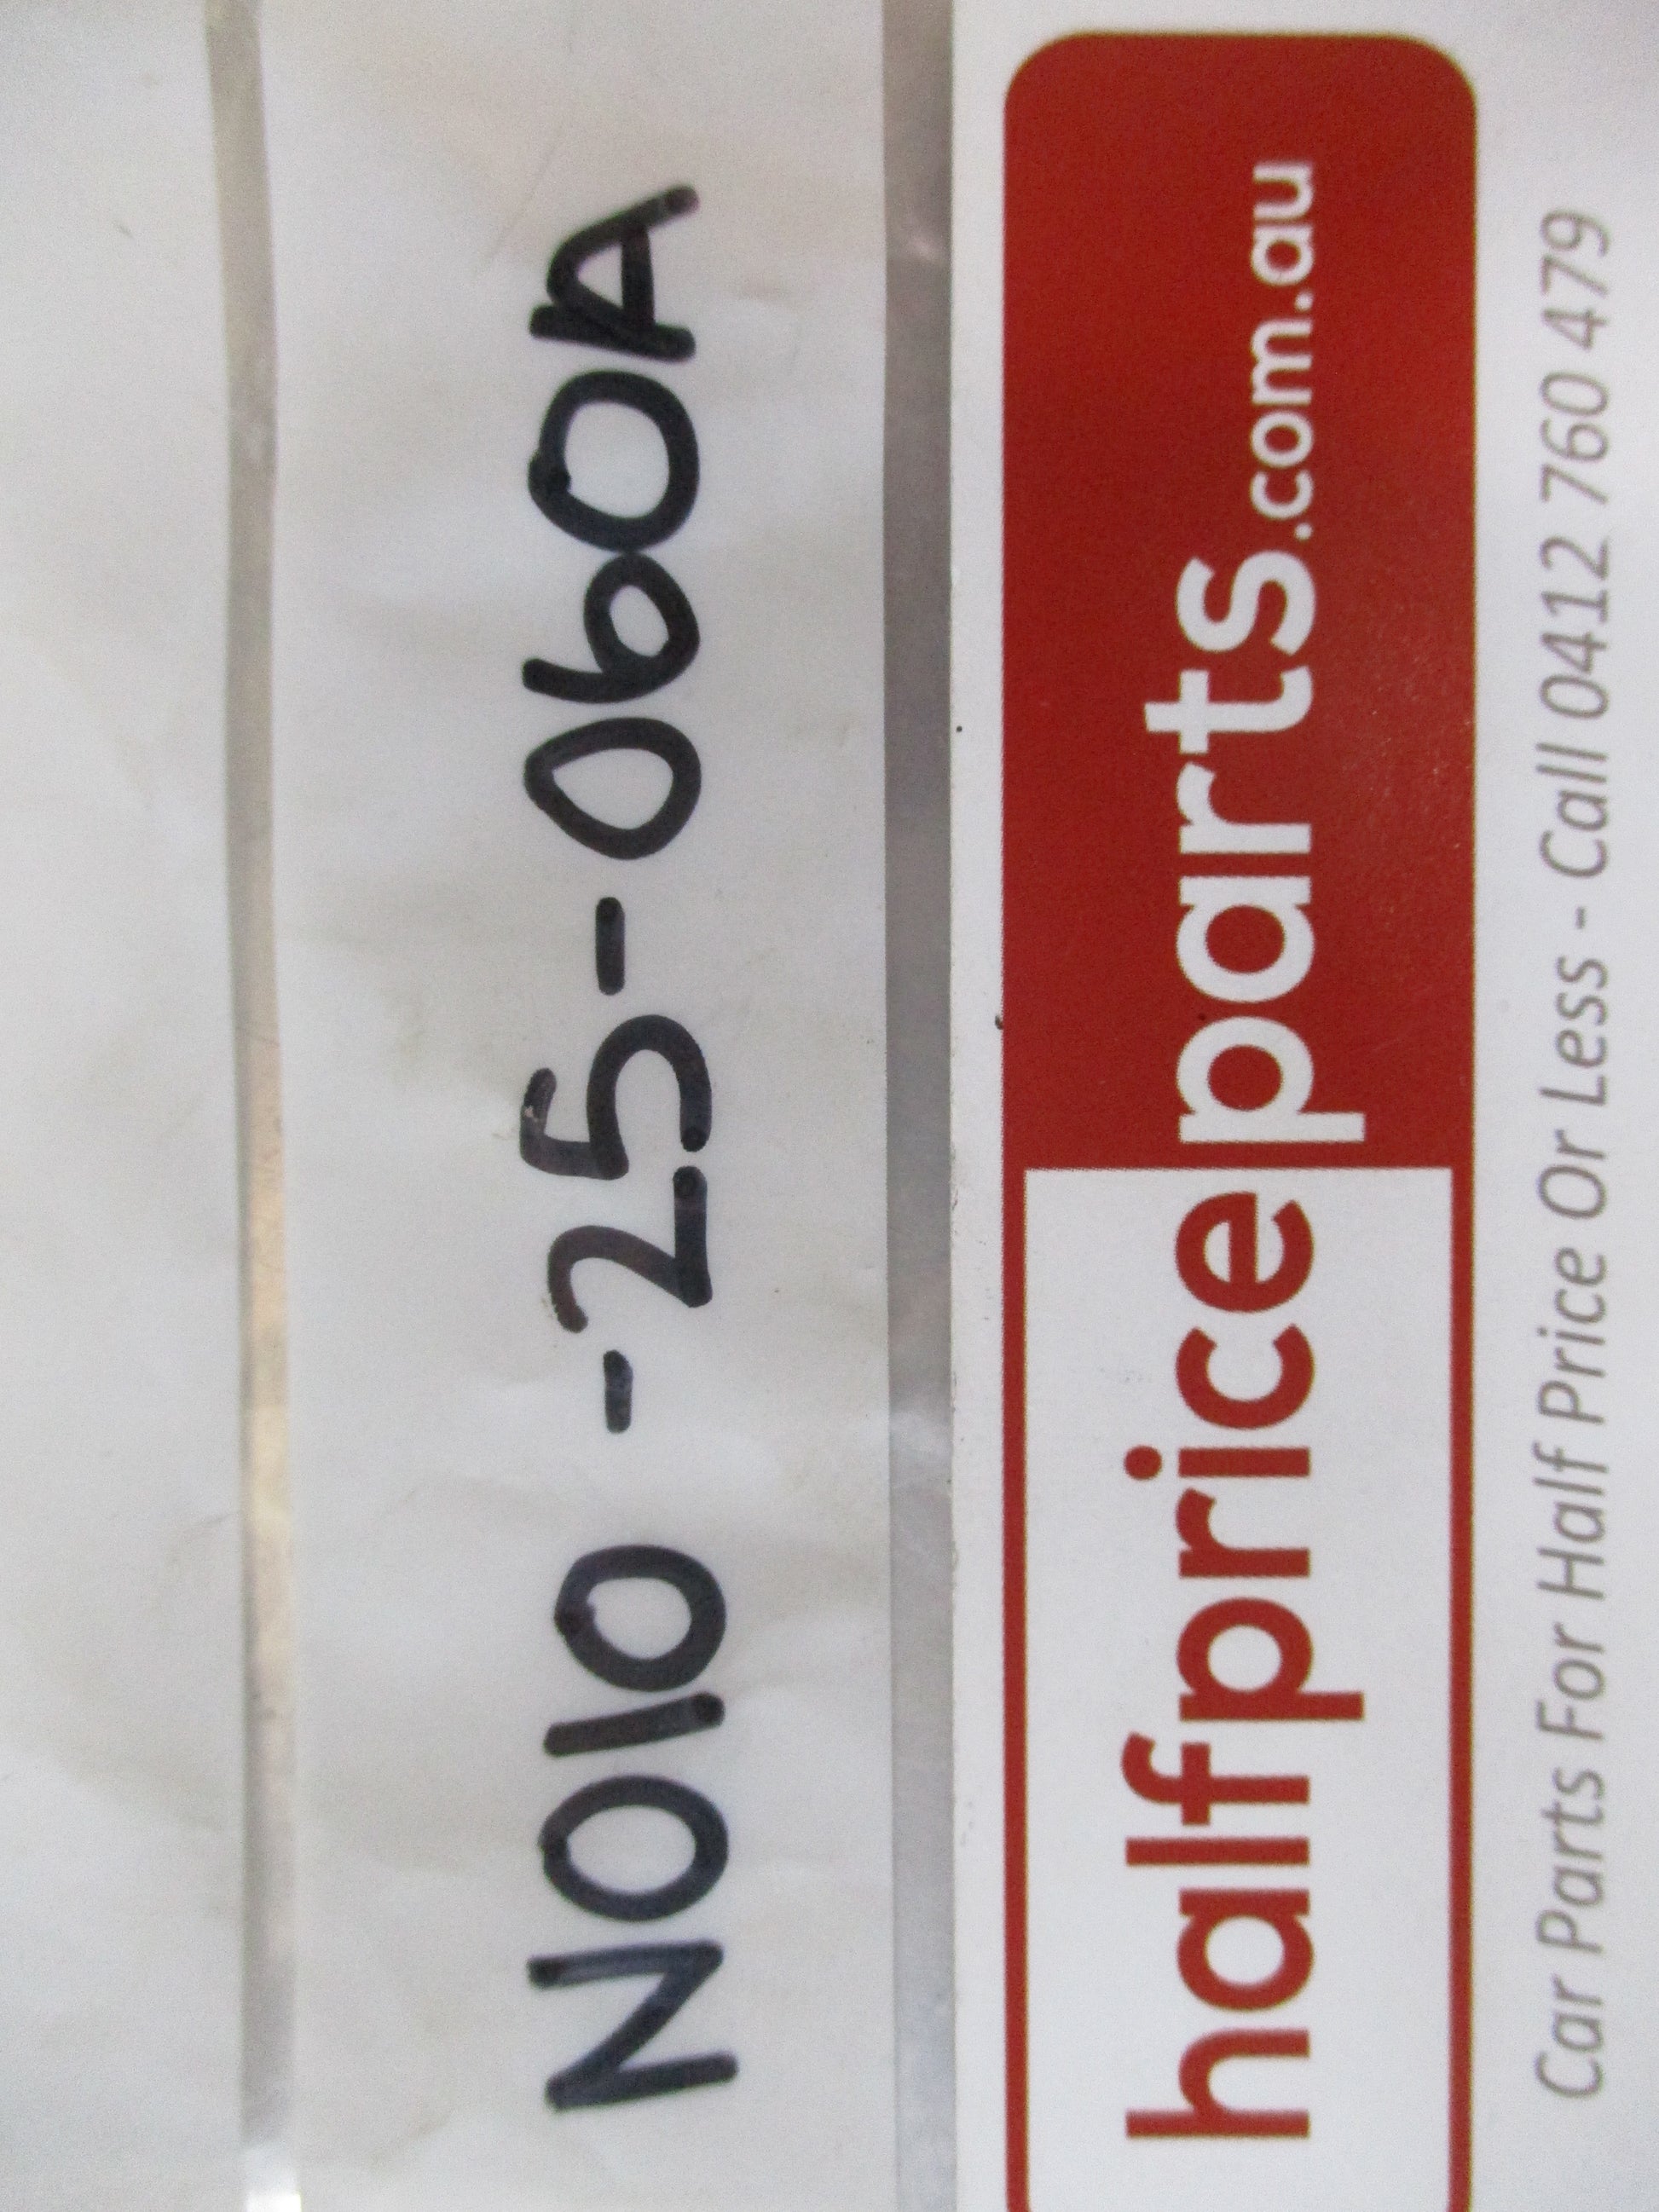 N010-25-060A
halfpriceparts.com.au
Car Parts For Half Price Or Less - Call 0412 760 479